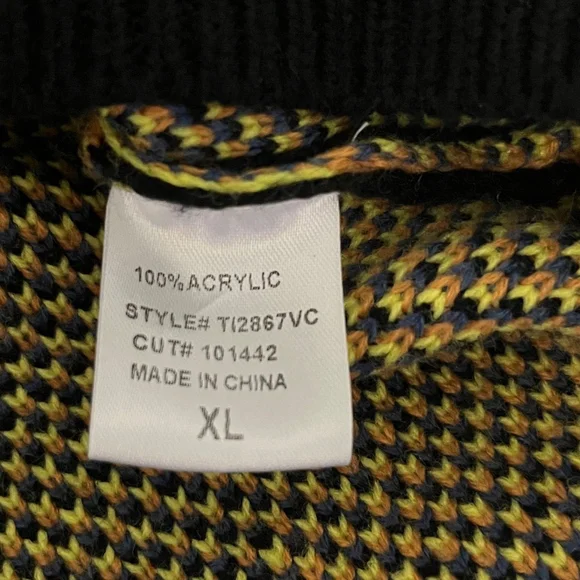 100% ACRYLIC
STYLE# TI2867VC
CUT# 101442
MADE IN CHINA
XL